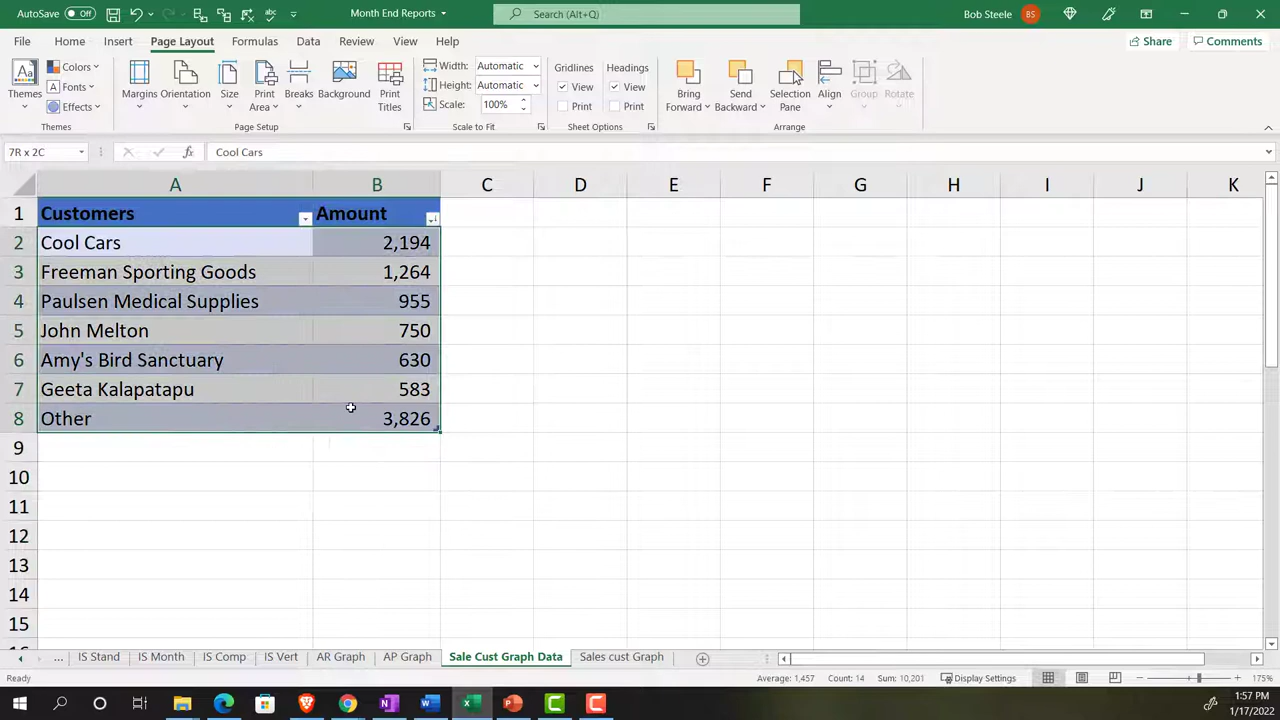 AutoSave Off Month End Reports Search (Alt+Q) Bob Steele BS
File Home Insert Page Layout Formulas Data Review View Help Share Comments
Themes Colors Fonts Effects Margins Orientation Size Print Area Breaks Background Print Titles Width: Automatic Height: Automatic Scale: 100% Gridlines View Print Headings View Print Bring Forward Send Backward Selection Pane Align Group Rotate
Themes Page Setup Scale to Fit Sheet Options Arrange
7R x 2C fx Cool Cars
A B C D E F G H I J K
1 Customers Amount
2 Cool Cars 2,194
3 Freeman Sporting Goods 1,264
4 Paulsen Medical Supplies 955
5 John Melton 750
6 Amy's Bird Sanctuary 630
7 Geeta Kalapatapu 583
8 Other 3,826
9
10
11
12
13
14
15
... IS Stand IS Month IS Comp IS Vert AR Graph AP Graph Sale Cust Graph Data Sales cust Graph
Ready Average: 1,457 Count: 14 Sum: 10,201 Display Settings 175%
1:57 PM
1/17/2022